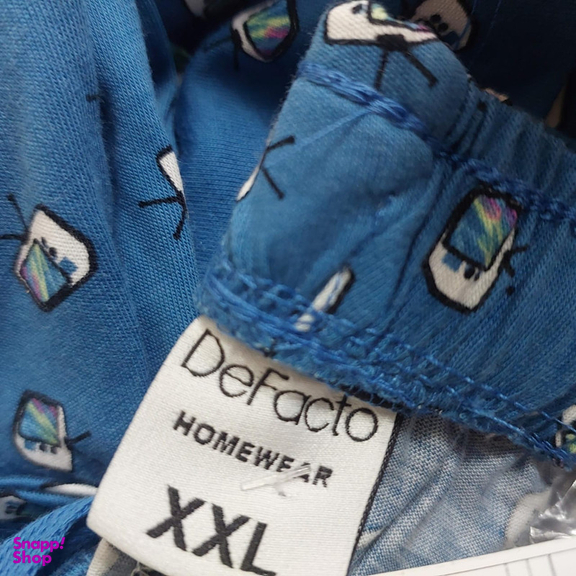 DeFacto
HOMEWEAR
XXL
Snapp!
Shop